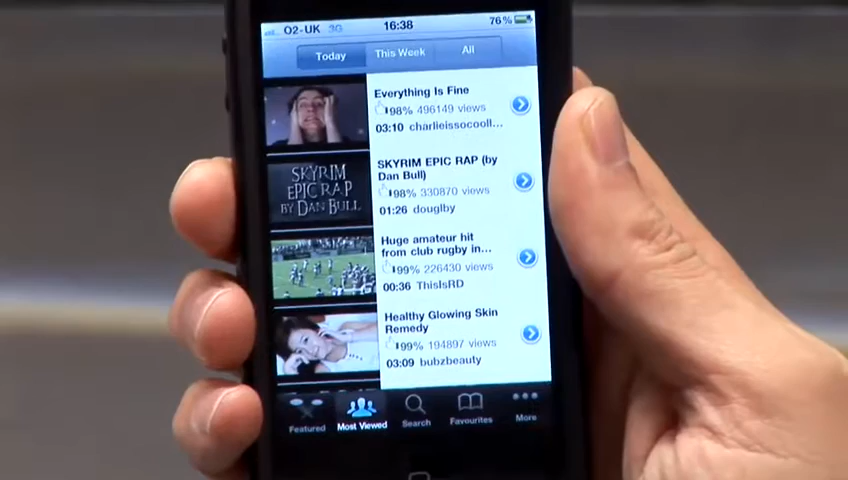 O2-UK 3G 16:38 76%
Today This Week All
Everything Is Fine
98% 496149 views
03:10 charlieissocooll...
SKYRIM
EPIC RAP
BY DAN BULL
SKYRIM EPIC RAP (by
Dan Bull)
98% 330870 views
01:26 douglby
Huge amateur hit
from club rugby in...
99% 226430 views
00:36 ThisIsRD
Healthy Glowing Skin
Remedy
99% 194897 views
03:09 bubzbeauty
Featured Most Viewed Search Favourites More